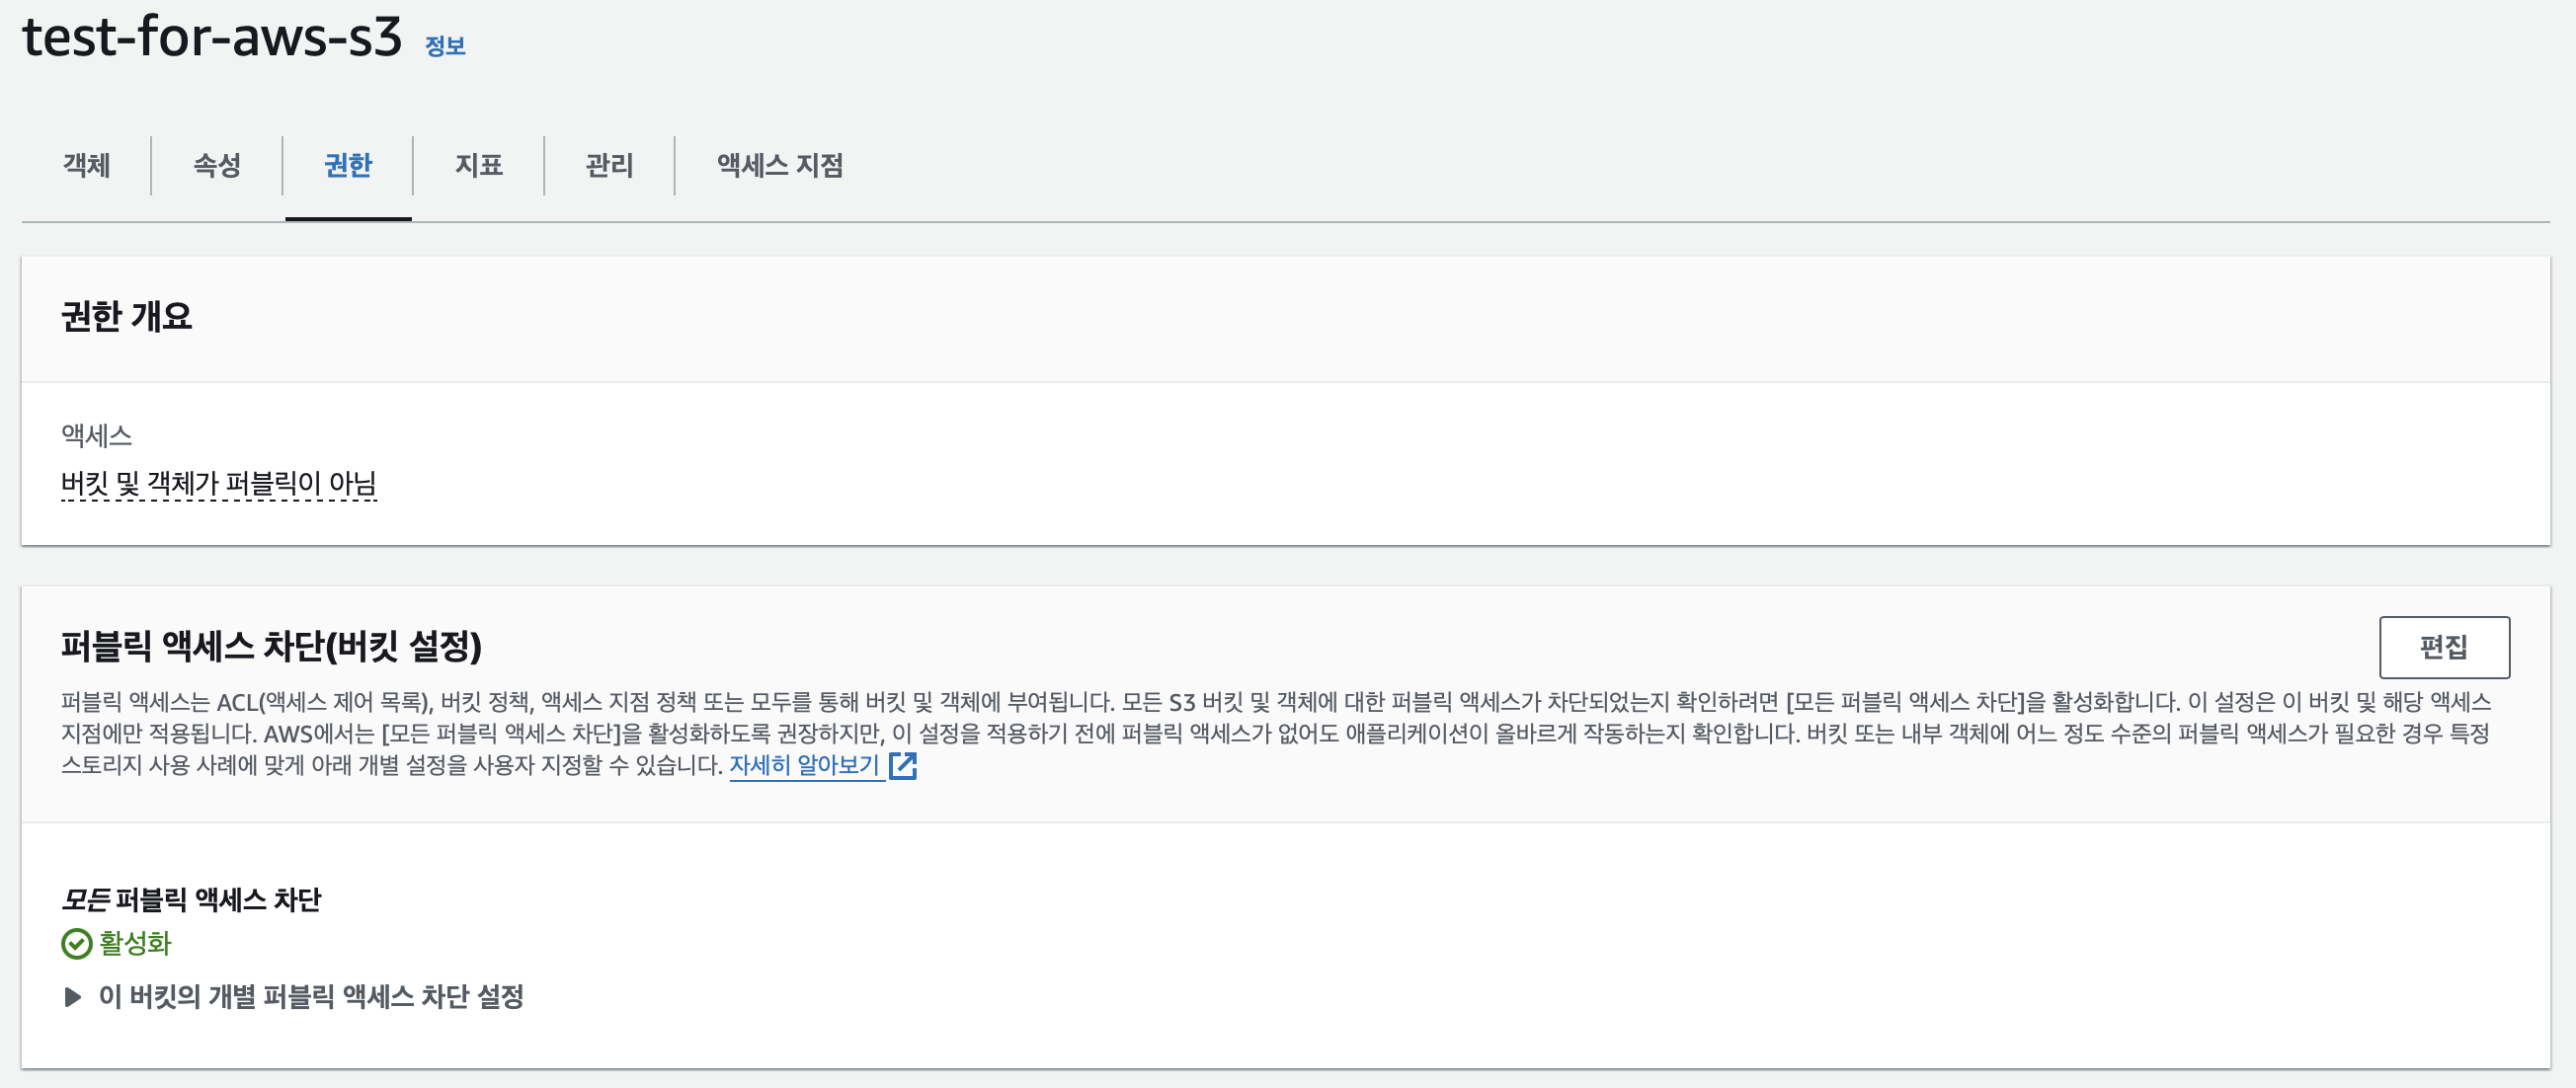 test-for-aws-s3 정보
객체 속성 권한 지표 관리 액세스 지점
권한 개요
액세스
버킷 및 객체가 퍼블릭이 아님
퍼블릭 액세스 차단(버킷 설정)
편집
퍼블릭 액세스는 ACL(액세스 제어 목록), 버킷 정책, 액세스 지점 정책 또는 모두를 통해 버킷 및 객체에 부여됩니다. 모든 S3 버킷 및 객체에 대한 퍼블릭 액세스가 차단되었는지 확인하려면 [모든 퍼블릭 액세스 차단]을 활성화합니다. 이 설정은 이 버킷 및 해당 액세스
지점에만 적용됩니다. AWS에서는 [모든 퍼블릭 액세스 차단]을 활성화하도록 권장하지만, 이 설정을 적용하기 전에 퍼블릭 액세스가 없어도 애플리케이션이 올바르게 작동하는지 확인합니다. 버킷 또는 내부 객체에 어느 정도 수준의 퍼블릭 액세스가 필요한 경우 특정
스토리지 사용 사례에 맞게 아래 개별 설정을 사용자 지정할 수 있습니다. 자세히 알아보기
모든 퍼블릭 액세스 차단
활성화
이 버킷의 개별 퍼블릭 액세스 차단 설정